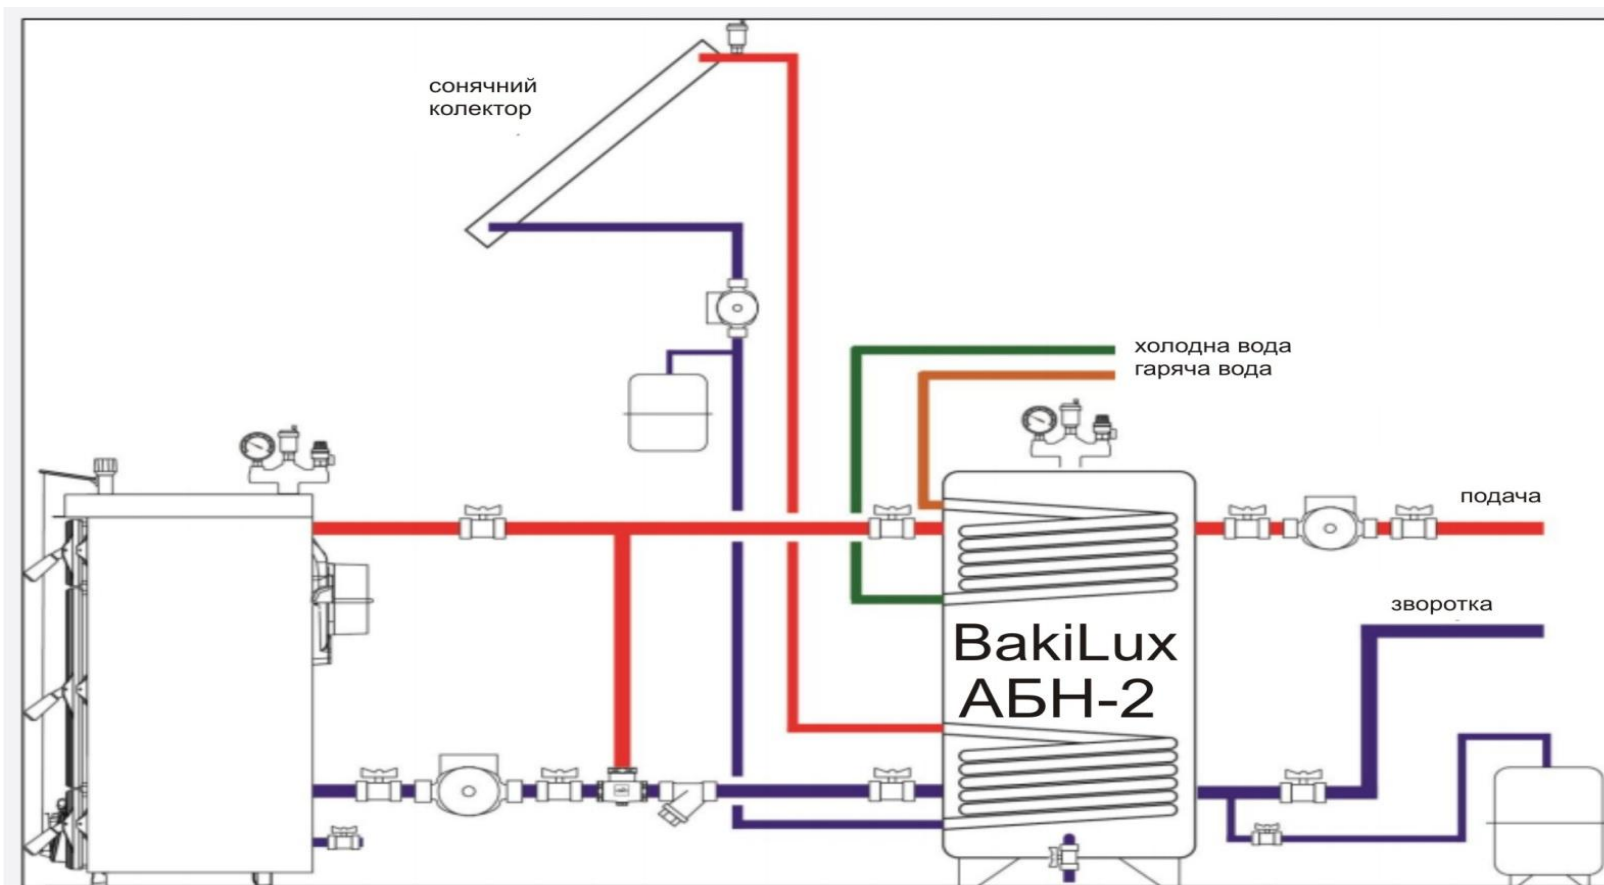 сонячний
колектор
холодна вода
гаряча вода
подача
зворотка
BakiLux
АБН-2